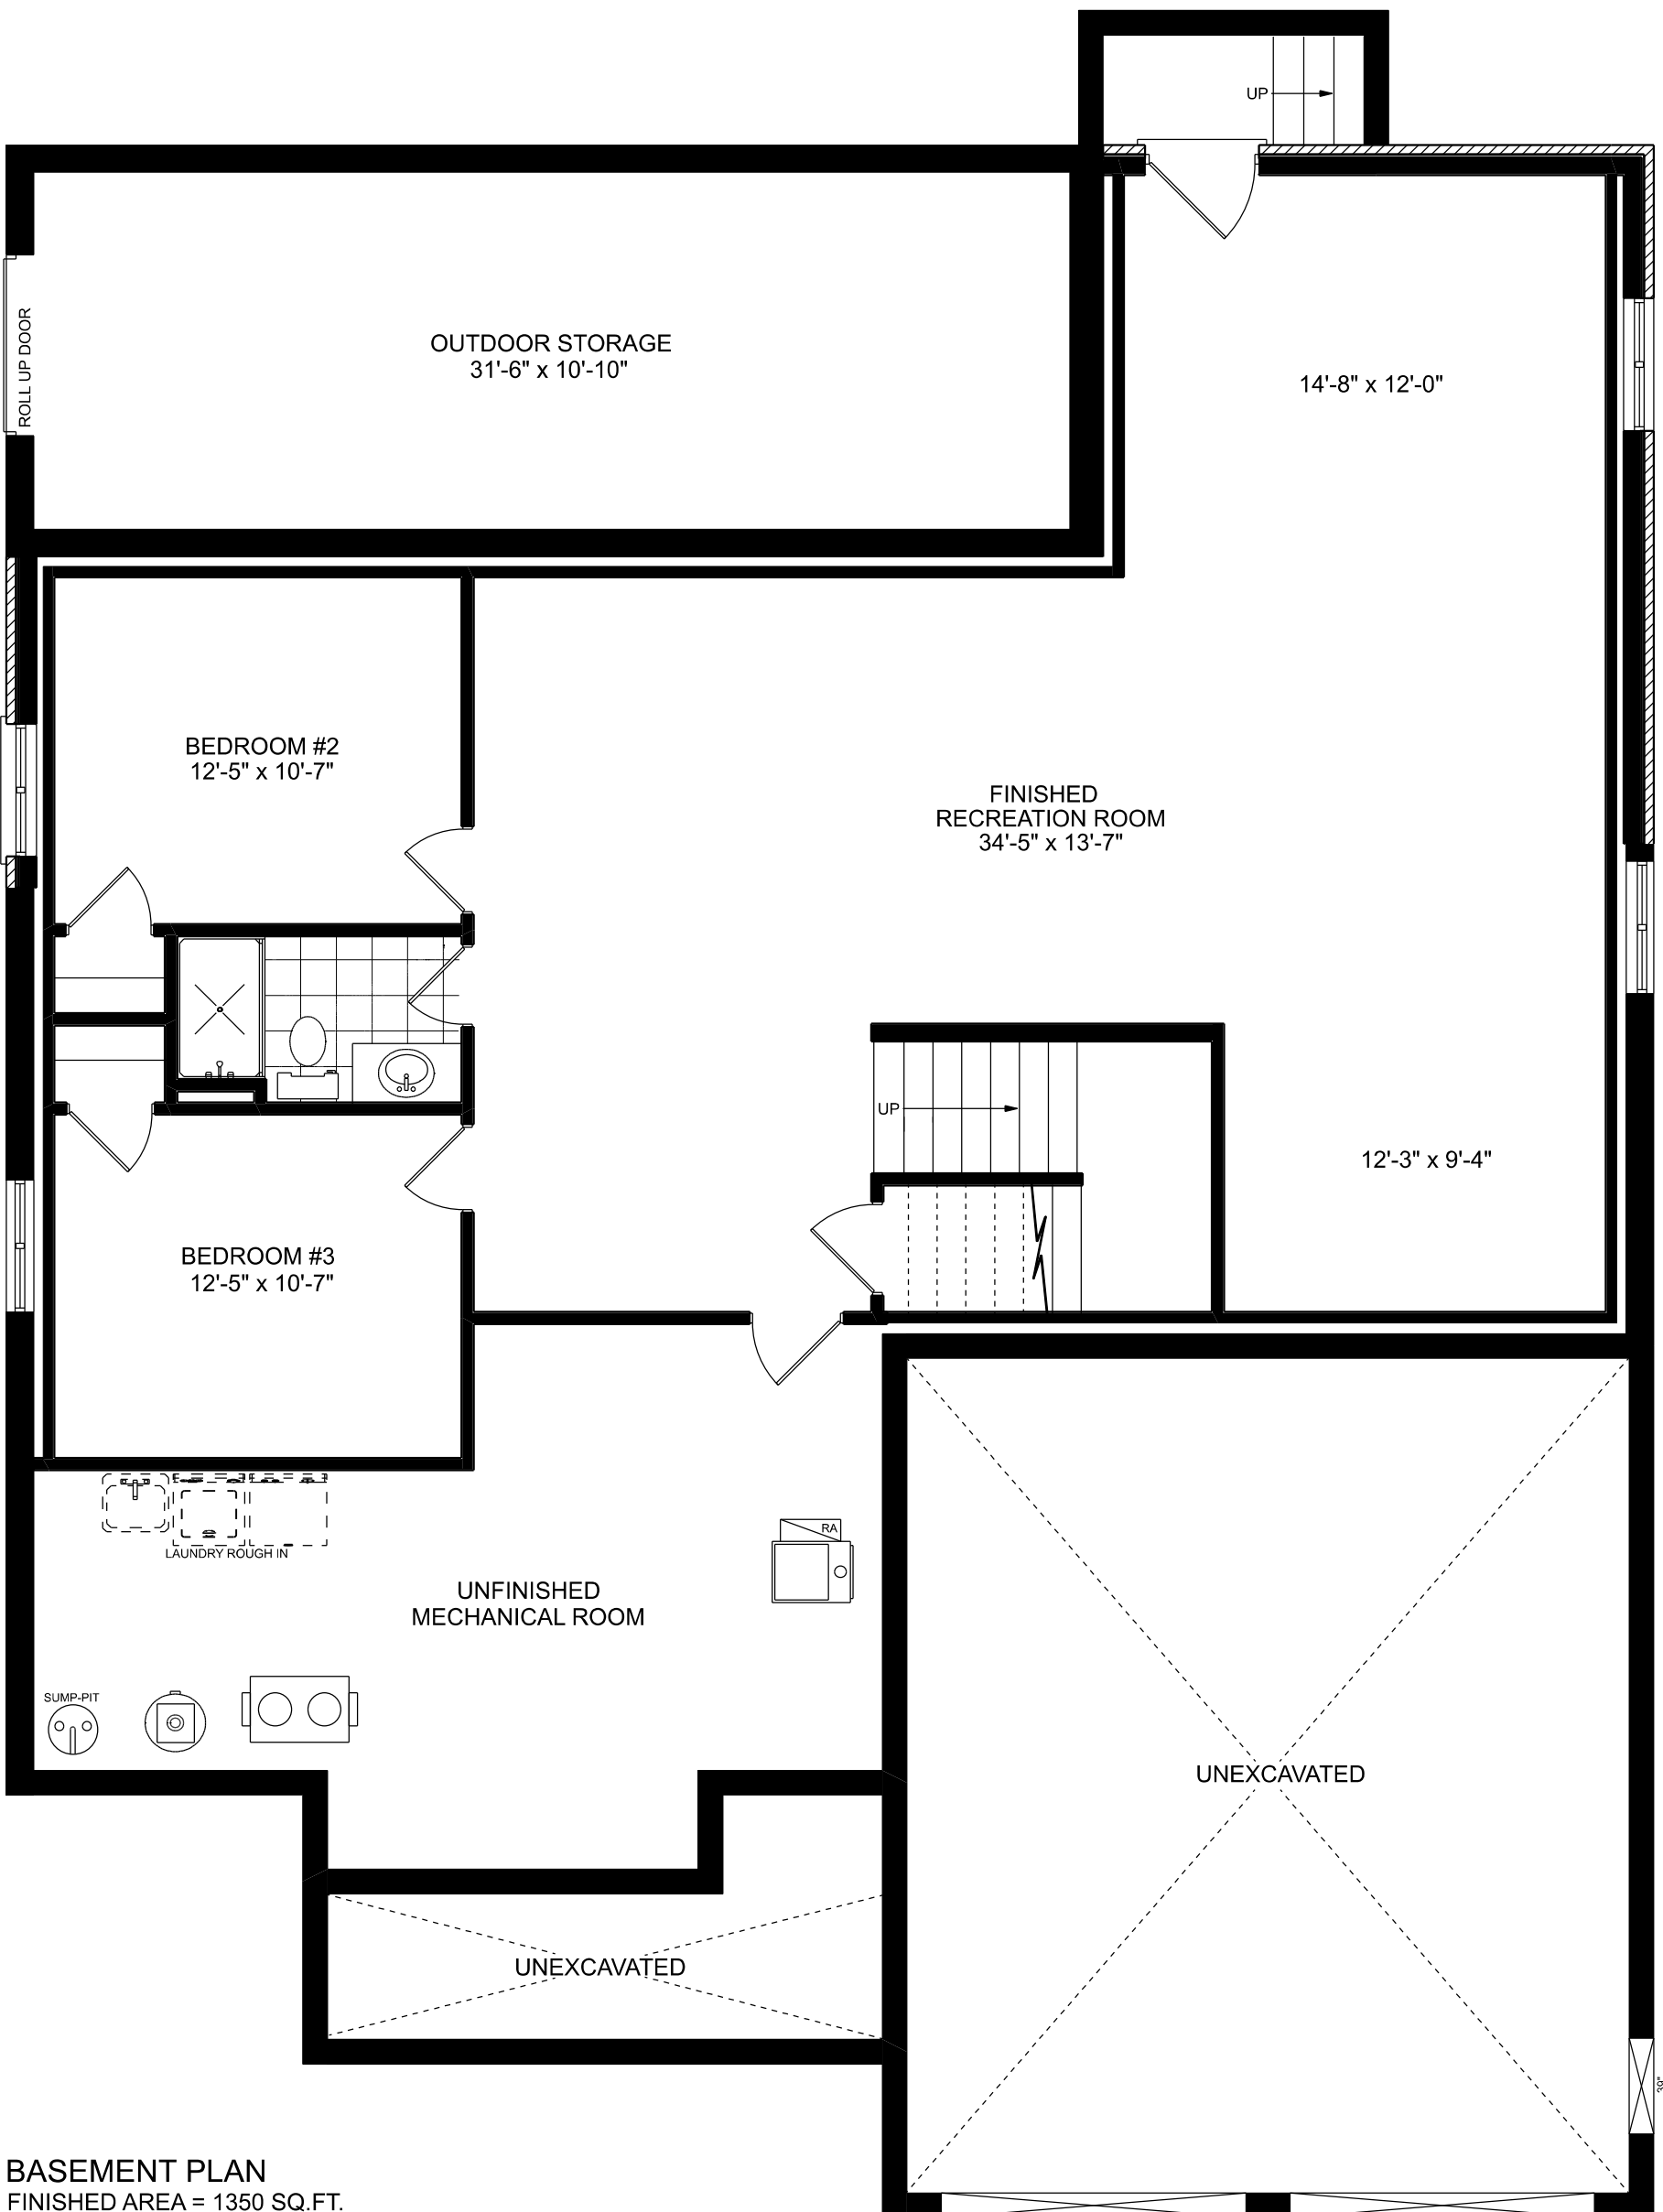 UP
ROLL UP DOOR
OUTDOOR STORAGE
31'-6" x 10'-10"
14'-8" x 12'-0"
BEDROOM #2
12'-5" x 10'-7"
FINISHED
RECREATION ROOM
34'-5" x 13'-7"
UP
12'-3" x 9'-4"
BEDROOM #3
12'-5" x 10'-7"
RA
LAUNDRY ROUGH IN
UNFINISHED
MECHANICAL ROOM
SUMP-PIT
UNEXCAVATED
UNEXCAVATED
39"
BASEMENT PLAN
FINISHED AREA = 1350 SQ.FT.